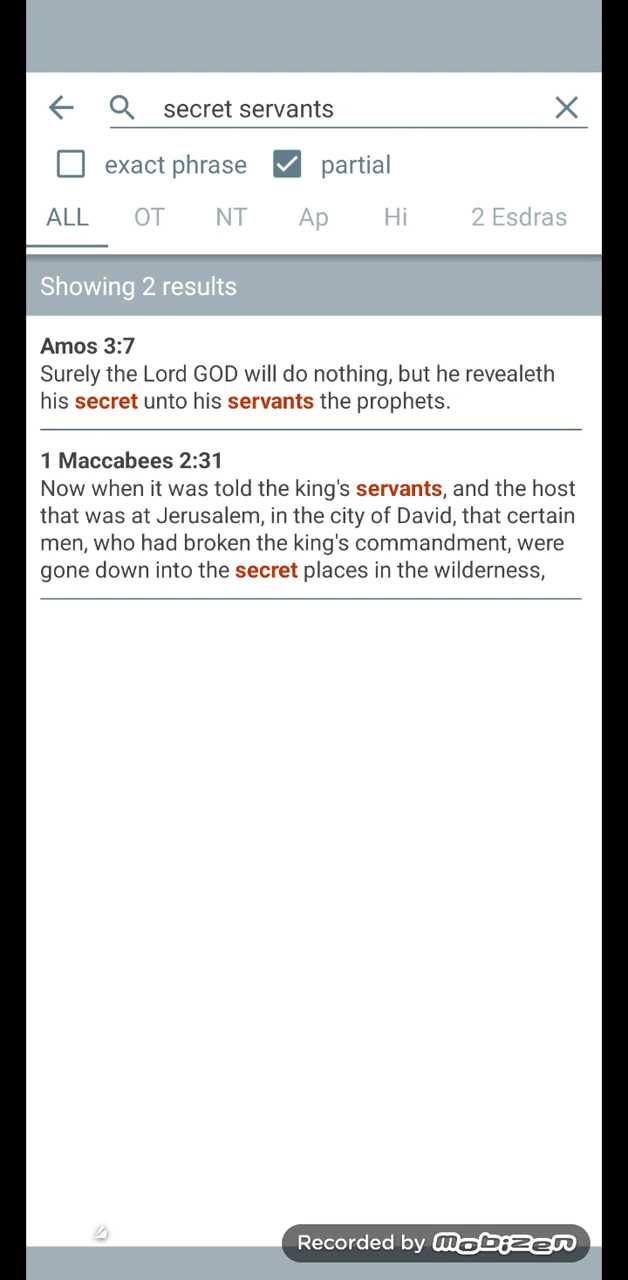 secret servants
exact phrase partial
ALL OT NT Ap Hi 2 Esdras
Showing 2 results
Amos 3:7
Surely the Lord GOD will do nothing, but he revealeth
his secret unto his servants the prophets.
1 Maccabees 2:31
Now when it was told the king's servants, and the host
that was at Jerusalem, in the city of David, that certain
men, who had broken the king's commandment, were
gone down into the secret places in the wilderness,
Recorded by mobizen